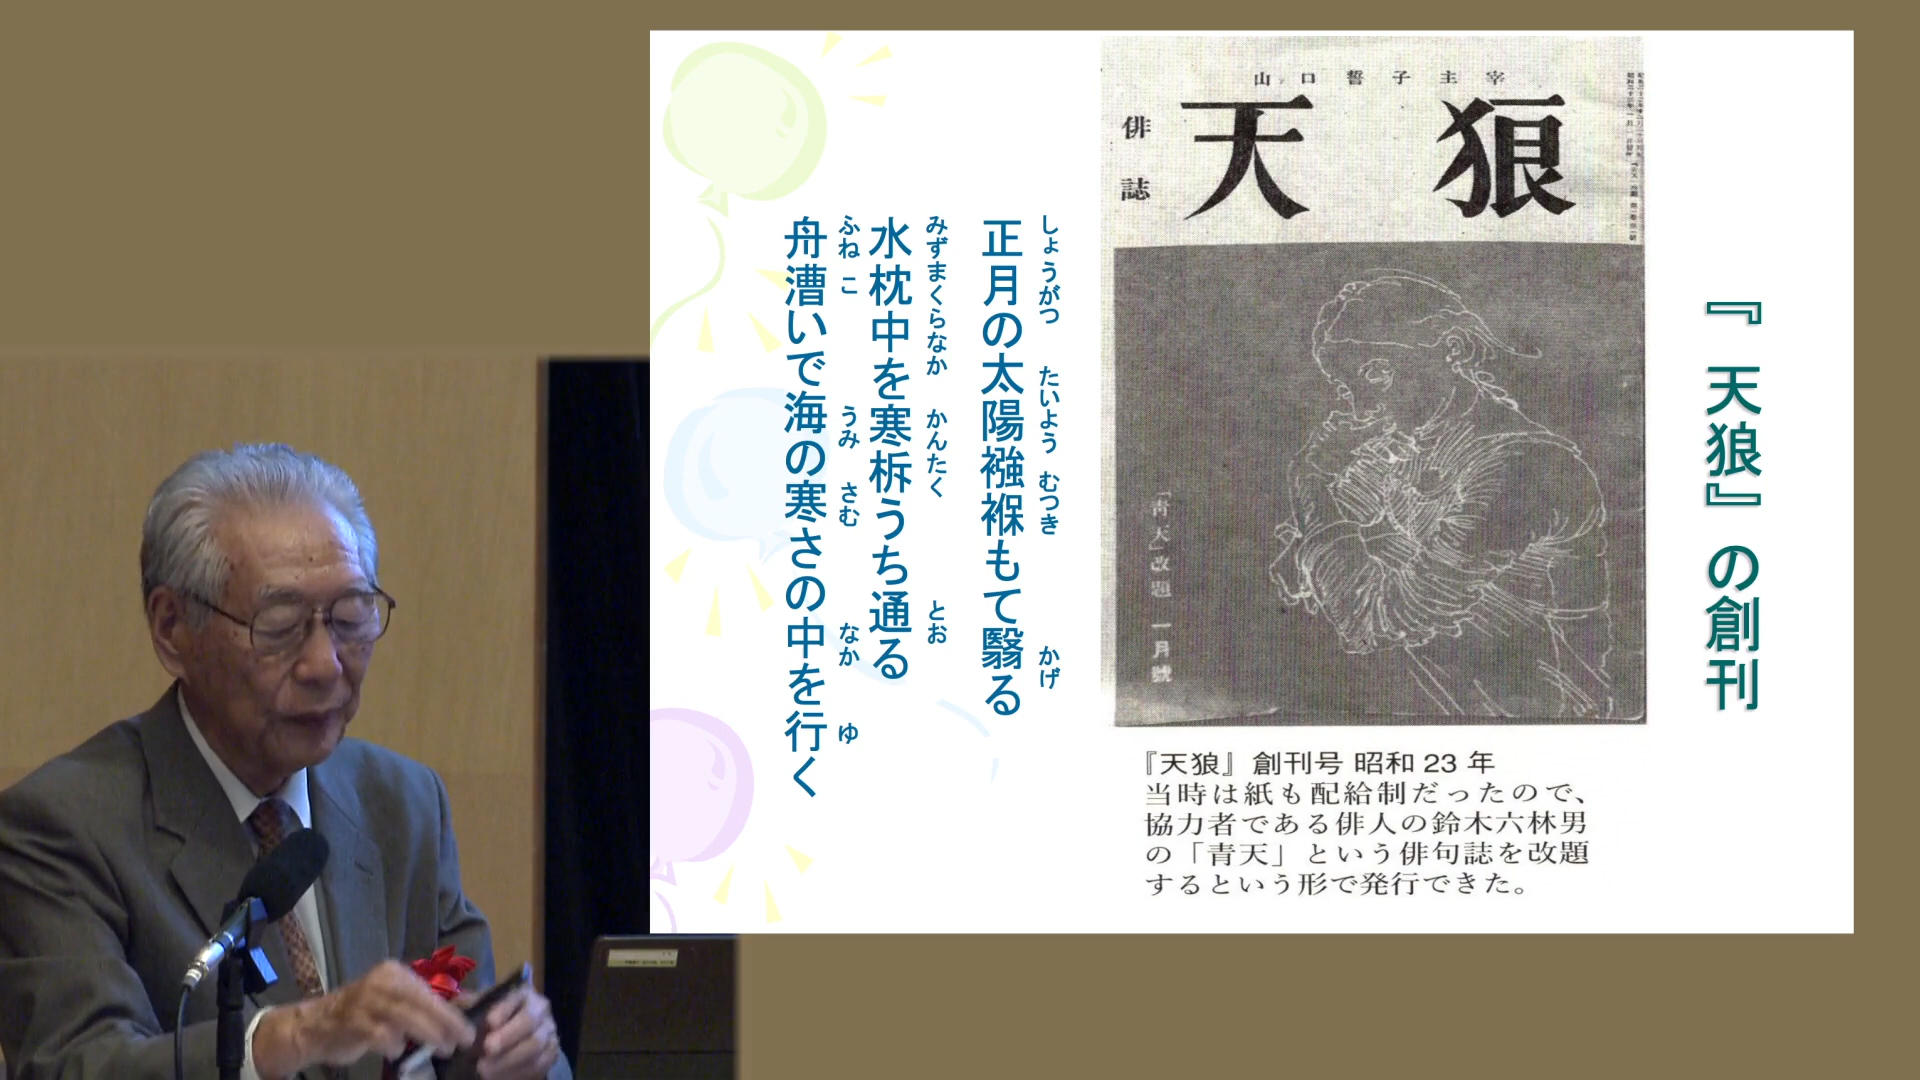 『天狼』の創刊
山口誓子主宰
俳誌
天狼
「青天」改題 一月號
『天狼』創刊号 昭和 23 年
当時は紙も配給制だったので、
協力者である俳人の鈴木六林男
の「青天」という俳句誌を改題
するという形で発行できた。
しょうがつ たいよう むつき かげ
正月の太陽襁褓もて翳る
みずまくらなか かんたく とお
水枕中を寒柝うち通る
ふね こ うみ さむ なか ゆ
舟漕いで海の寒さの中を行く